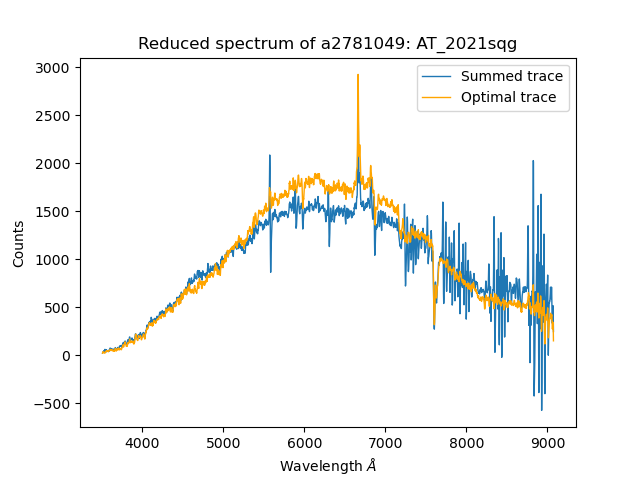 Reduced spectrum of a2781049: AT_2021sqg
Summed trace
Optimal trace
3000
2500
2000
1500
1000
500
0
−500
Counts
4000 5000 6000 7000 8000 9000
Wavelength Å